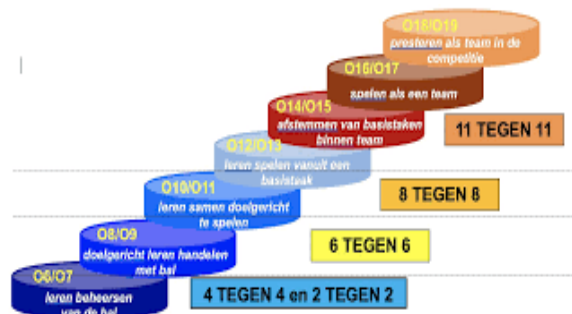 O18/O19
presteren als team in de
competitie
O16/O17
spelen als een team
O14/O15
afstemmen van basistaken
binnen team
11 TEGEN 11
O12/O13
leren spelen vanuit een
basistaak
8 TEGEN 8
O10/O11
leren samen doelgericht
te spelen
O8/O9
doelgericht leren handelen
met bal
6 TEGEN 6
O6/O7
leren beheersen
van de bal
4 TEGEN 4 en 2 TEGEN 2